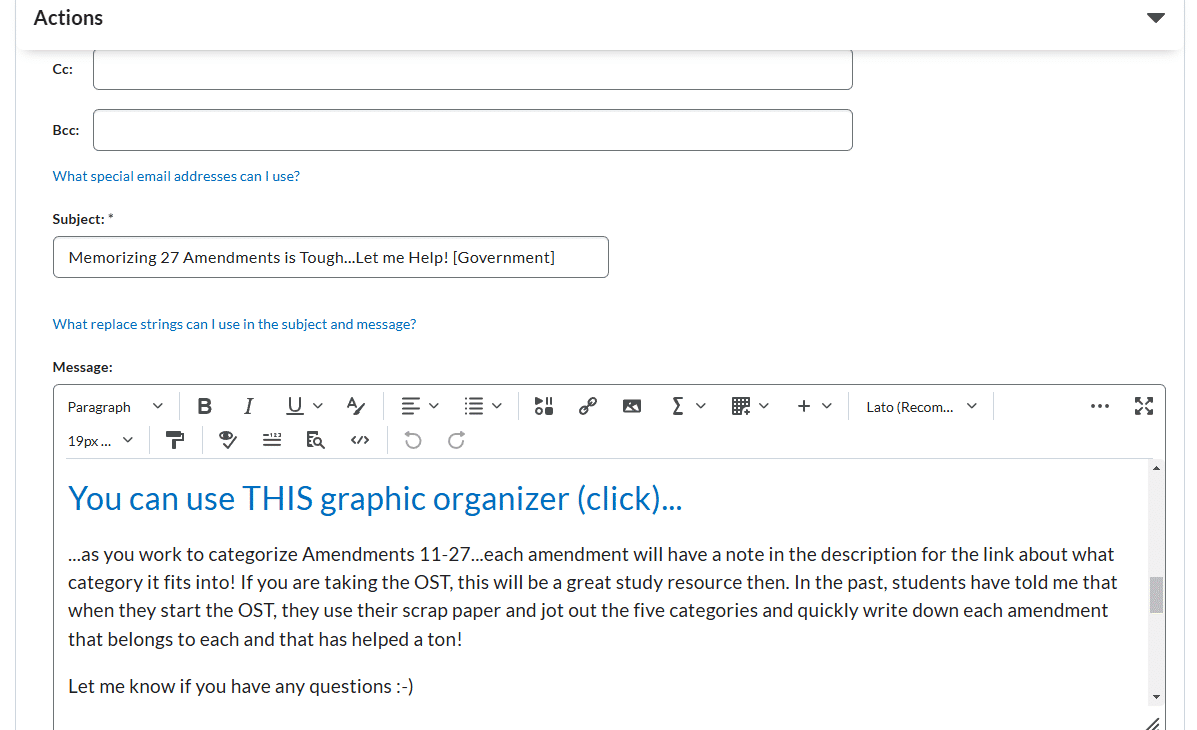 Actions
Cc:
Bcc:
What special email addresses can I use?
Subject: *
Memorizing 27 Amendments is Tough...Let me Help! [Government]
What replace strings can I use in the subject and message?
Message:
Paragraph B I U A Σ + Lato (Recom... ...
19px ... 123 </>
You can use THIS graphic organizer (click)...
...as you work to categorize Amendments 11-27...each amendment will have a note in the description for the link about what
category it fits into! If you are taking the OST, this will be a great study resource then. In the past, students have told me that
when they start the OST, they use their scrap paper and jot out the five categories and quickly write down each amendment
that belongs to each and that has helped a ton!
Let me know if you have any questions :-)